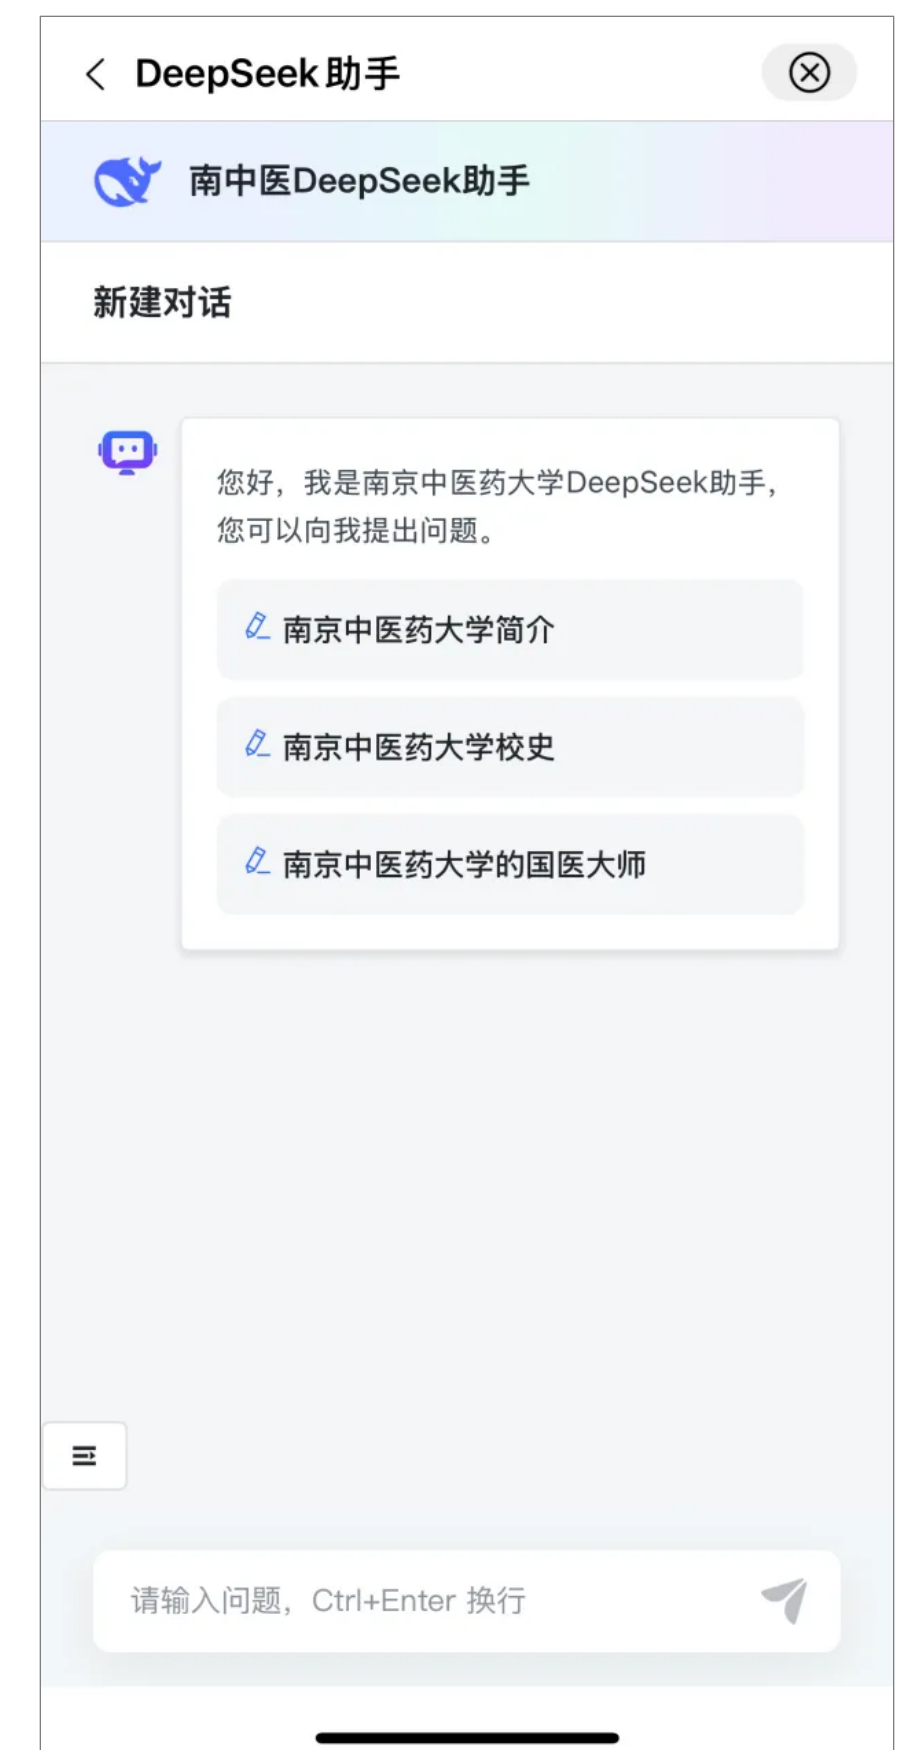 DeepSeek助手
南中医DeepSeek助手
新建对话
您好，我是南京中医药大学DeepSeek助手，
您可以向我提出问题。
南京中医药大学简介
南京中医药大学校史
南京中医药大学的国医大师
请输入问题，Ctrl+Enter 换行